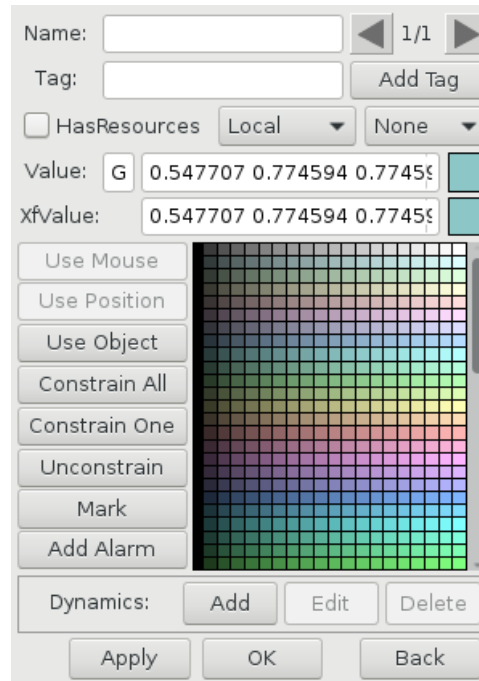 Name: 1/1
Tag: Add Tag
HasResources Local None
Value: G 0.547707 0.774594 0.77459
XfValue: 0.547707 0.774594 0.77459
Use Mouse
Use Position
Use Object
Constrain All
Constrain One
Unconstrain
Mark
Add Alarm
Dynamics: Add Edit Delete
Apply OK Back